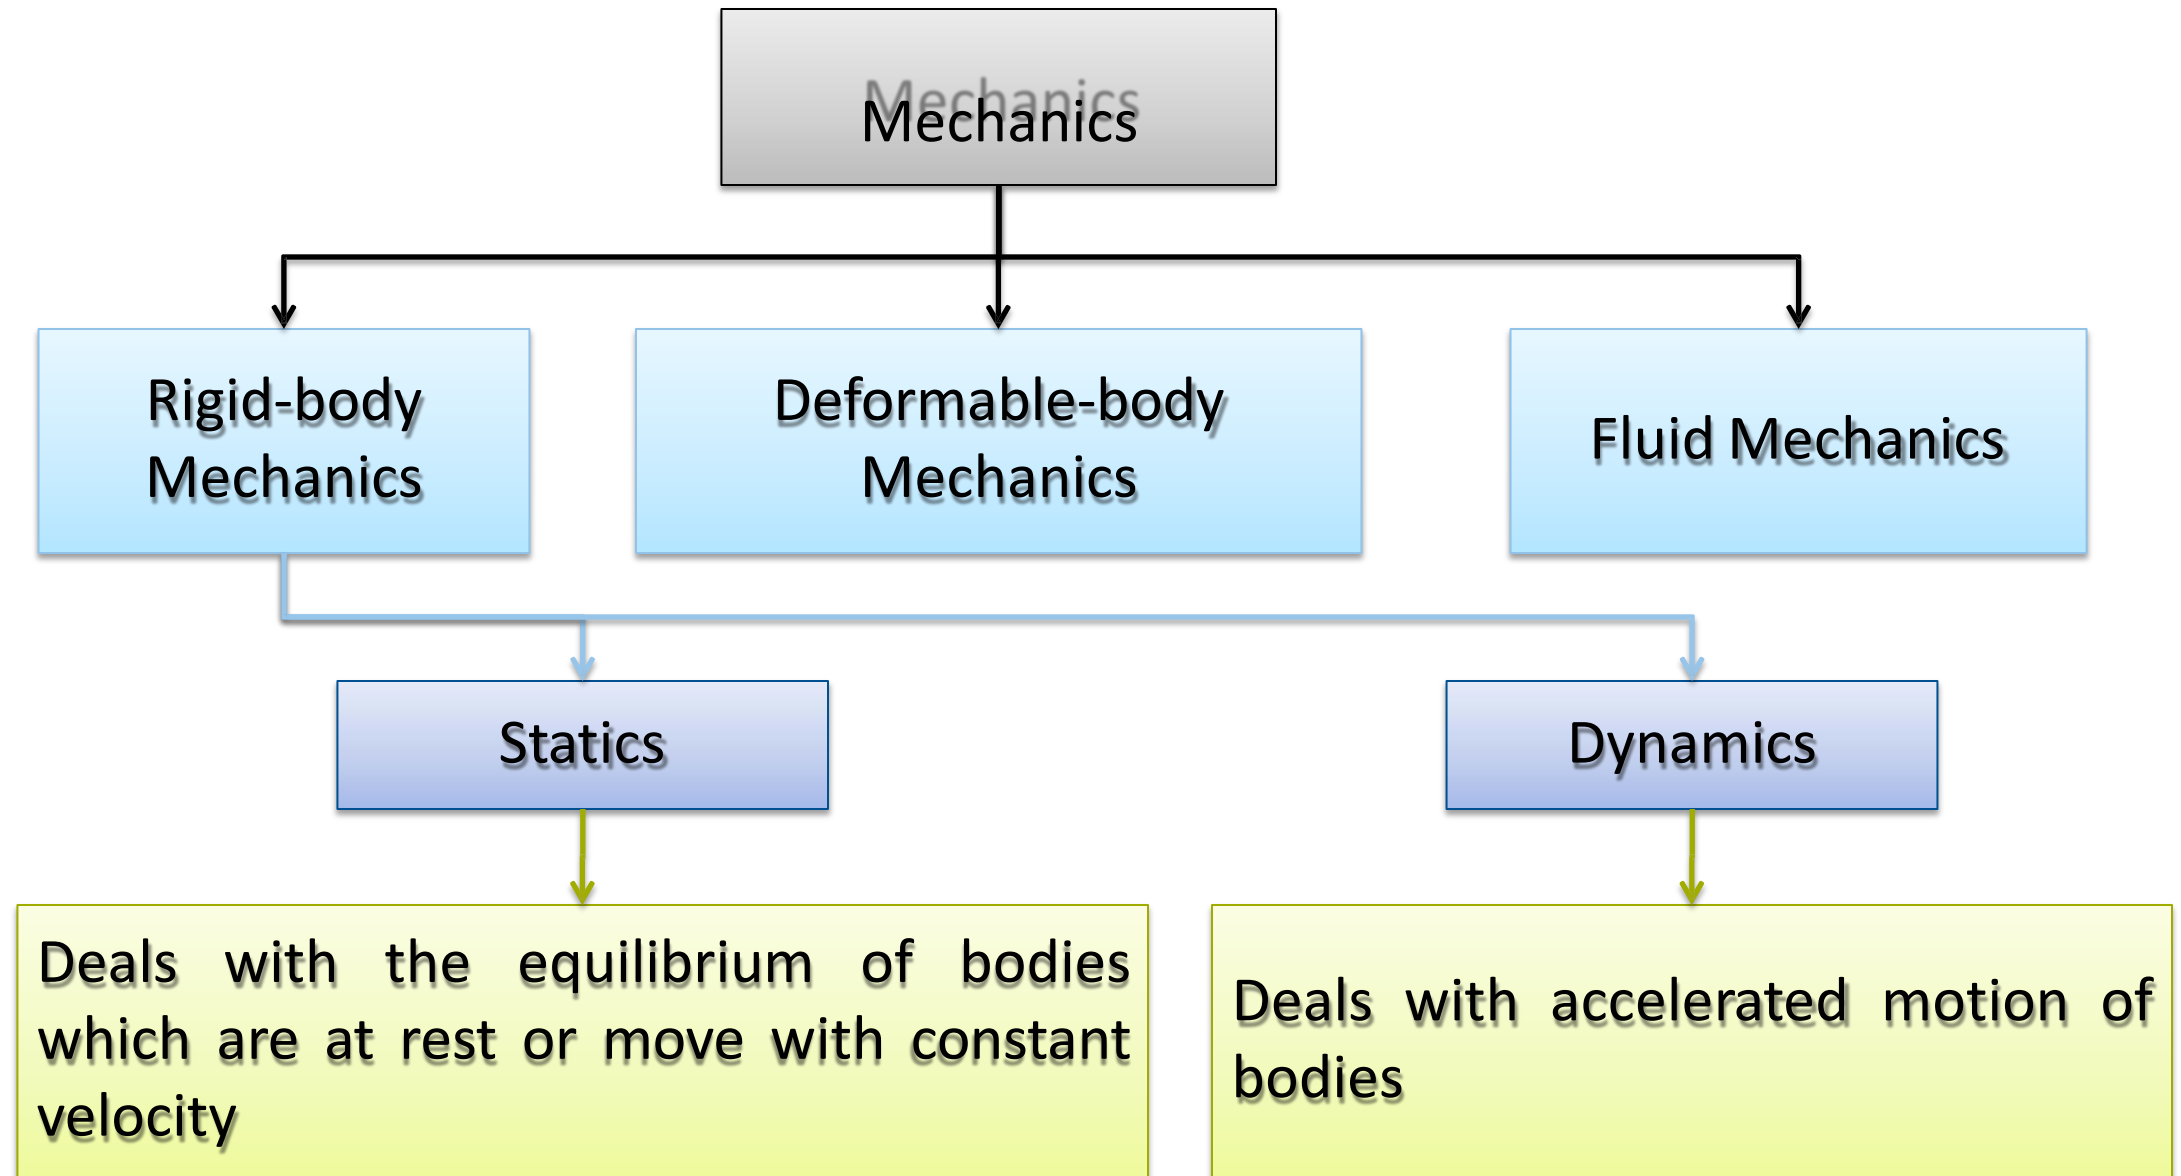 Mechanics
Rigid-body
Mechanics
Deformable-body
Mechanics
Fluid Mechanics
Statics
Dynamics
Deals with the equilibrium of bodies
which are at rest or move with constant
velocity
Deals with accelerated motion of
bodies